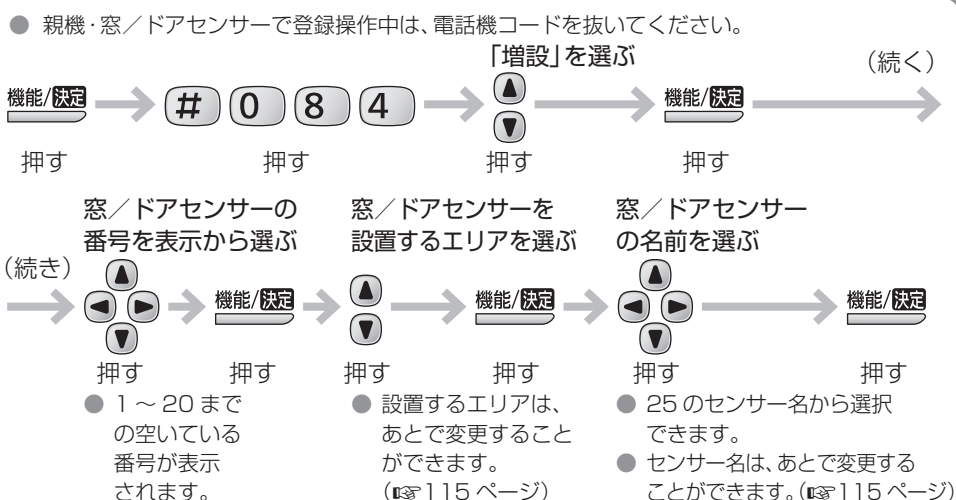 ● 親機・窓／ドアセンサーで登録操作中は、電話機コードを抜いてください。
「増設」を選ぶ
（続く）
機能/決定 # 0 8 4 ▲ ▼ 機能/決定
押す 押す 押す 押す
窓／ドアセンサーの
番号を表示から選ぶ
窓／ドアセンサーを
設置するエリアを選ぶ
窓／ドアセンサー
の名前を選ぶ
（続き）
▲ ◀ ▶ ▼ 機能/決定 ▲ ▼ 機能/決定 ▲ ◀ ▶ ▼ 機能/決定
押す 押す 押す 押す 押す 押す
● 1 ～ 20 まで
の空いている
番号が表示
されます。
● 設置するエリアは、
あとで変更すること
ができます。
（☞115 ページ）
● 25 のセンサー名から選択
できます。
● センサー名は、あとで変更する
ことができます。（☞115 ページ）